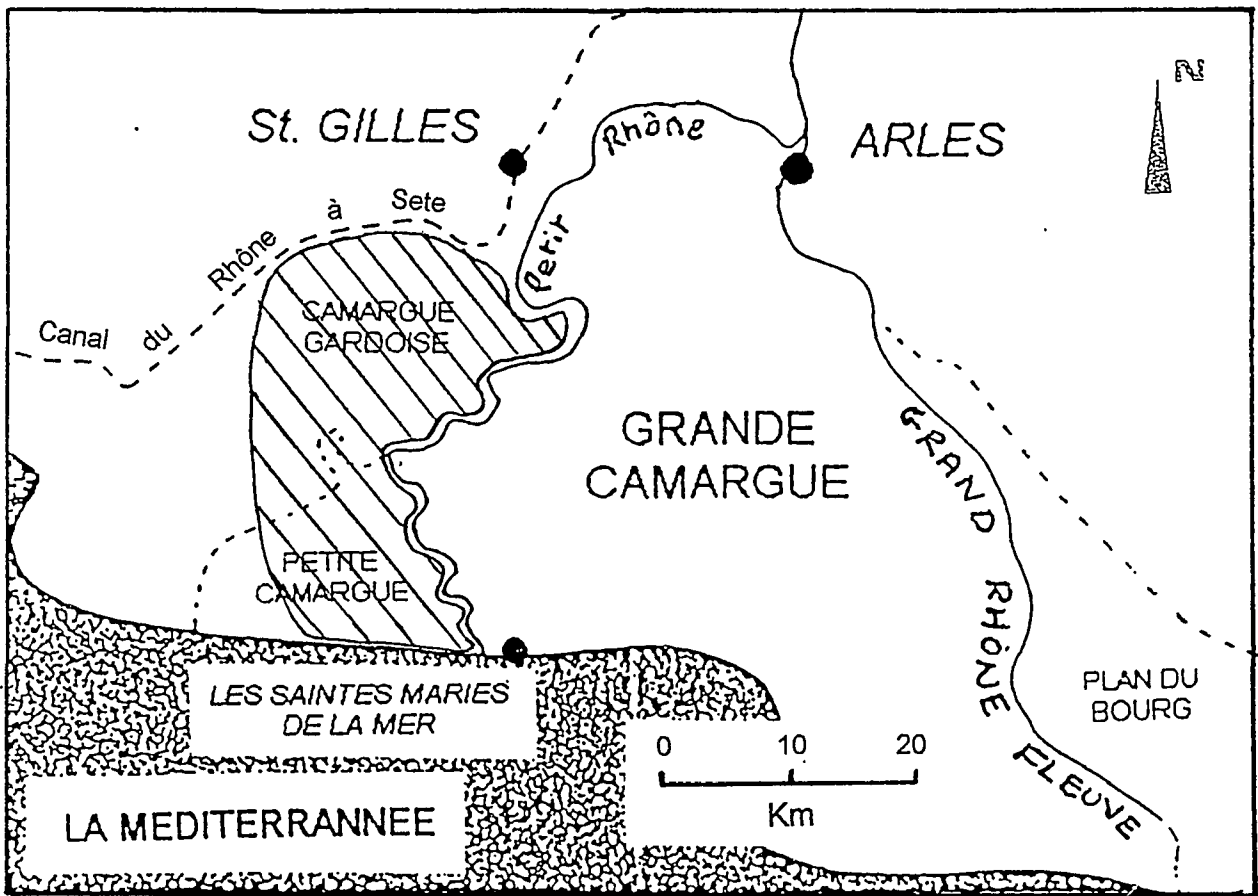 N
St. GILLES
Rhône
ARLES
Canal du Rhône à Sete
Petit
CAMARGUE
GARDOISE
GRANDE
CAMARGUE
GRAND RHÔNE FLEUVE
PETITE
CAMARGUE
PLAN DU
BOURG
LES SAINTES MARIES
DE LA MER
0 10 20
Km
LA MEDITERRANNEE